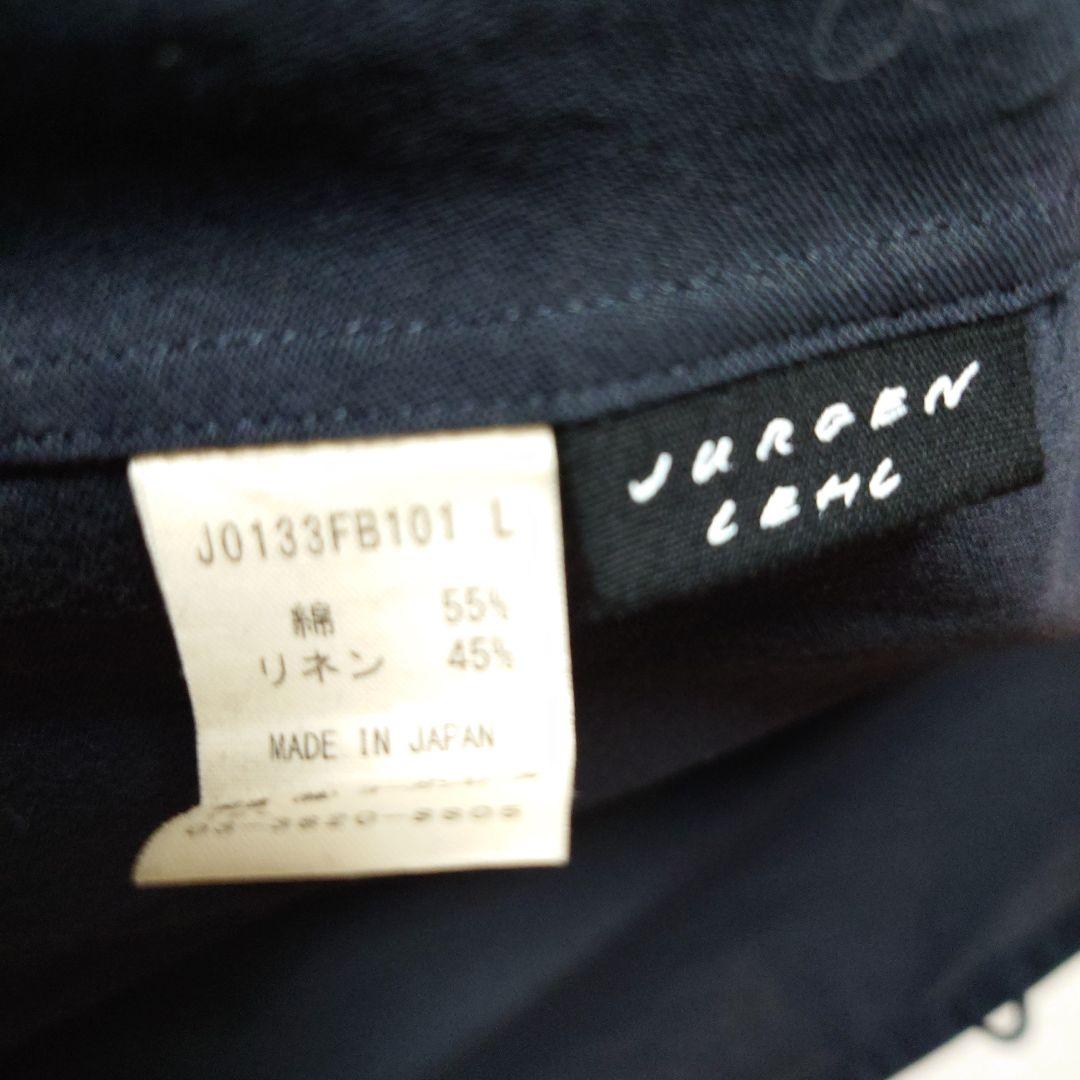 JURGEN
LEHL
J0133FB101 L
綿 55%
リネン 45%
MADE IN JAPAN